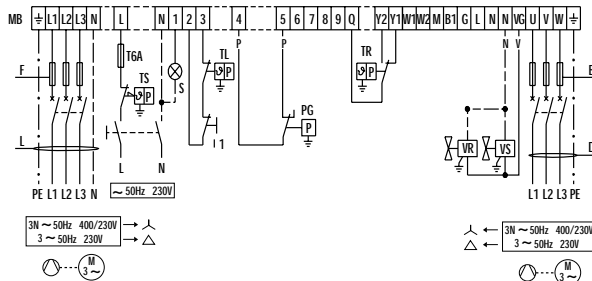 MB L1 L2 L3 N L N S 1 2 3 4 5 6 7 8 9 Q Y2 Y1 W1 W2 M B1 G L N N VG U V W
P P N V
T6A
F
TS
ϑ P
S
TL
ϑ P
TR
ϑ P
PG
P
1
VR VS
L
D
PE L1 L2 L3 N
L N
L1 L2 L3 PE
~ 50Hz 230V
3N ~ 50Hz 400/230V
3 ~ 50Hz 230V
M
3 ~
3N ~ 50Hz 400/230V
3 ~ 50Hz 230V
M
3 ~